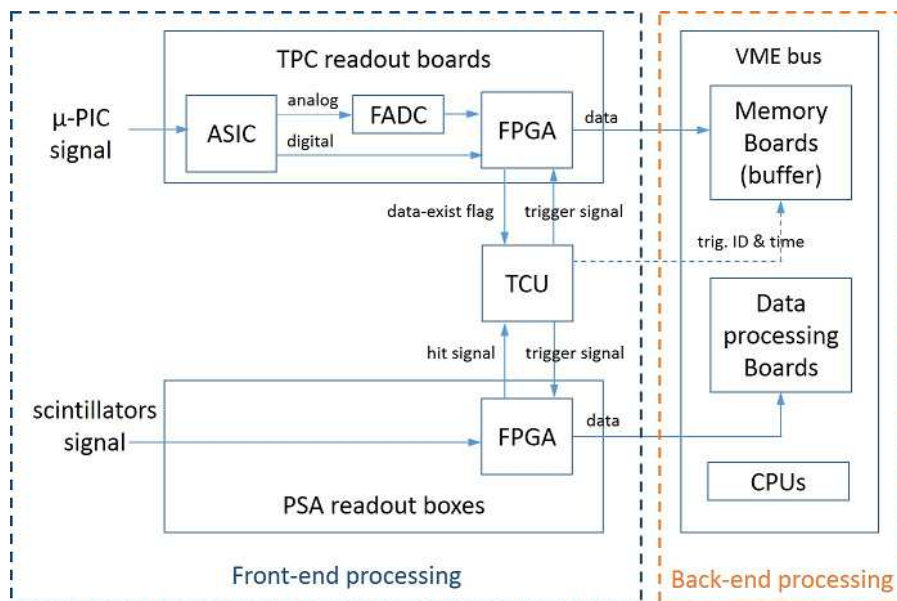 TPC readout boards
μ-PIC
signal
ASIC
analog
digital
FADC
FPGA
data
data-exist flag
trigger signal
TCU
hit signal
trigger signal
scintillators
signal
FPGA
data
PSA readout boxes
Front-end processing
VME bus
Memory
Boards
(buffer)
trig. ID & time
Data
processing
Boards
CPUs
Back-end processing